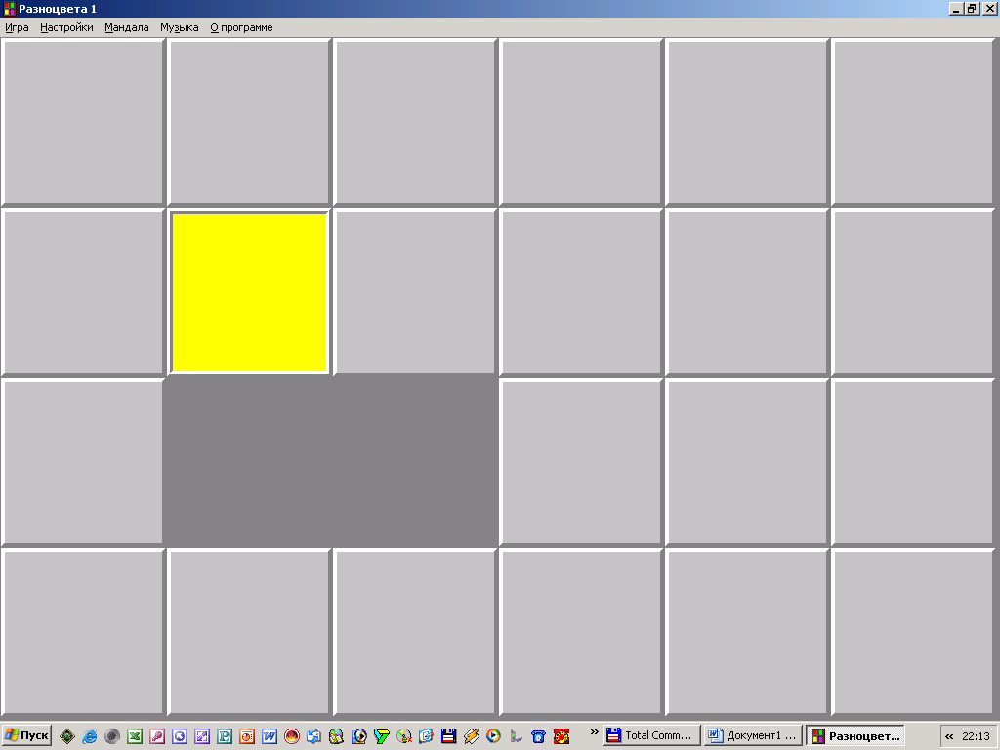 Разноцвета 1
Игра Настройки Мандала Музыка О программе
Пуск » Total Comm... Документ1 ... Разноцвет... « 22:13